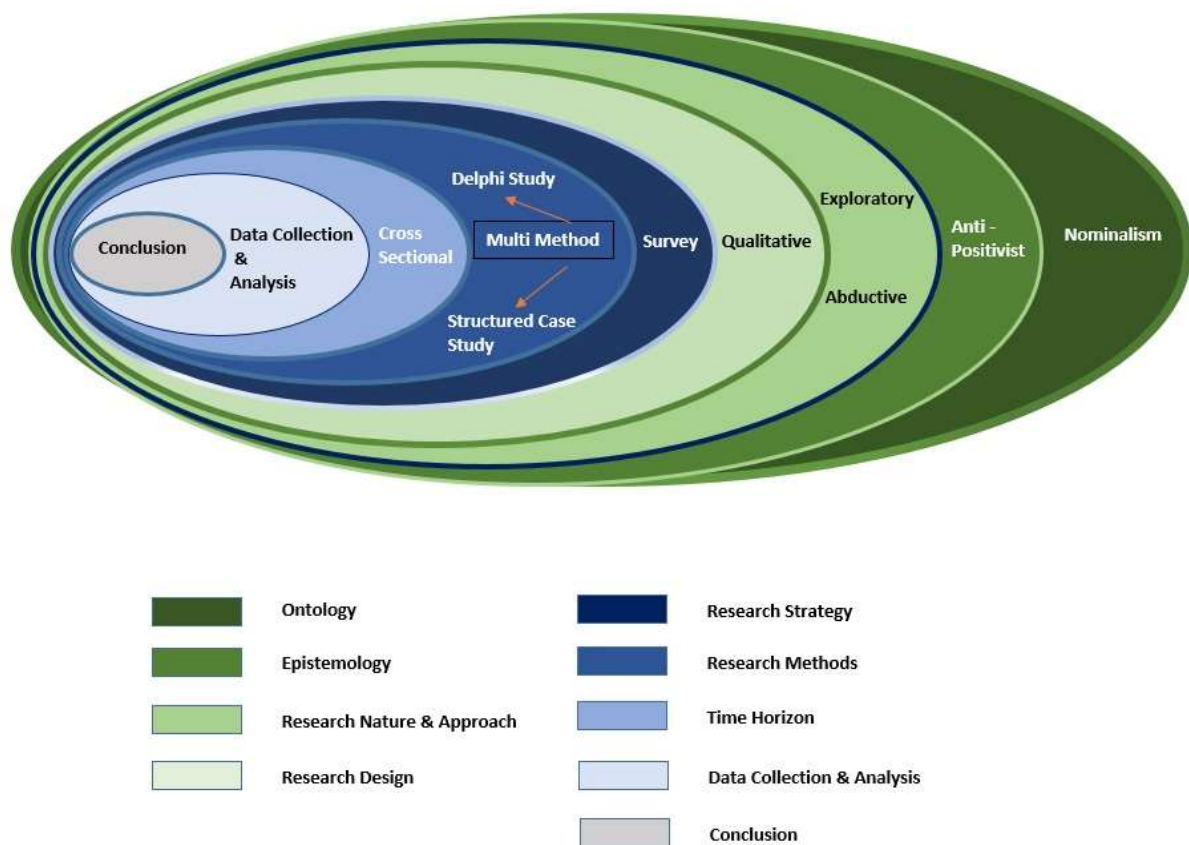 Conclusion
Data Collection
&
Analysis
Cross
Sectional
Delphi Study
Multi Method
Structured Case
Study
Survey
Qualitative
Exploratory
Abductive
Anti -
Positivist
Nominalism
Ontology
Epistemology
Research Nature & Approach
Research Design
Research Strategy
Research Methods
Time Horizon
Data Collection & Analysis
Conclusion